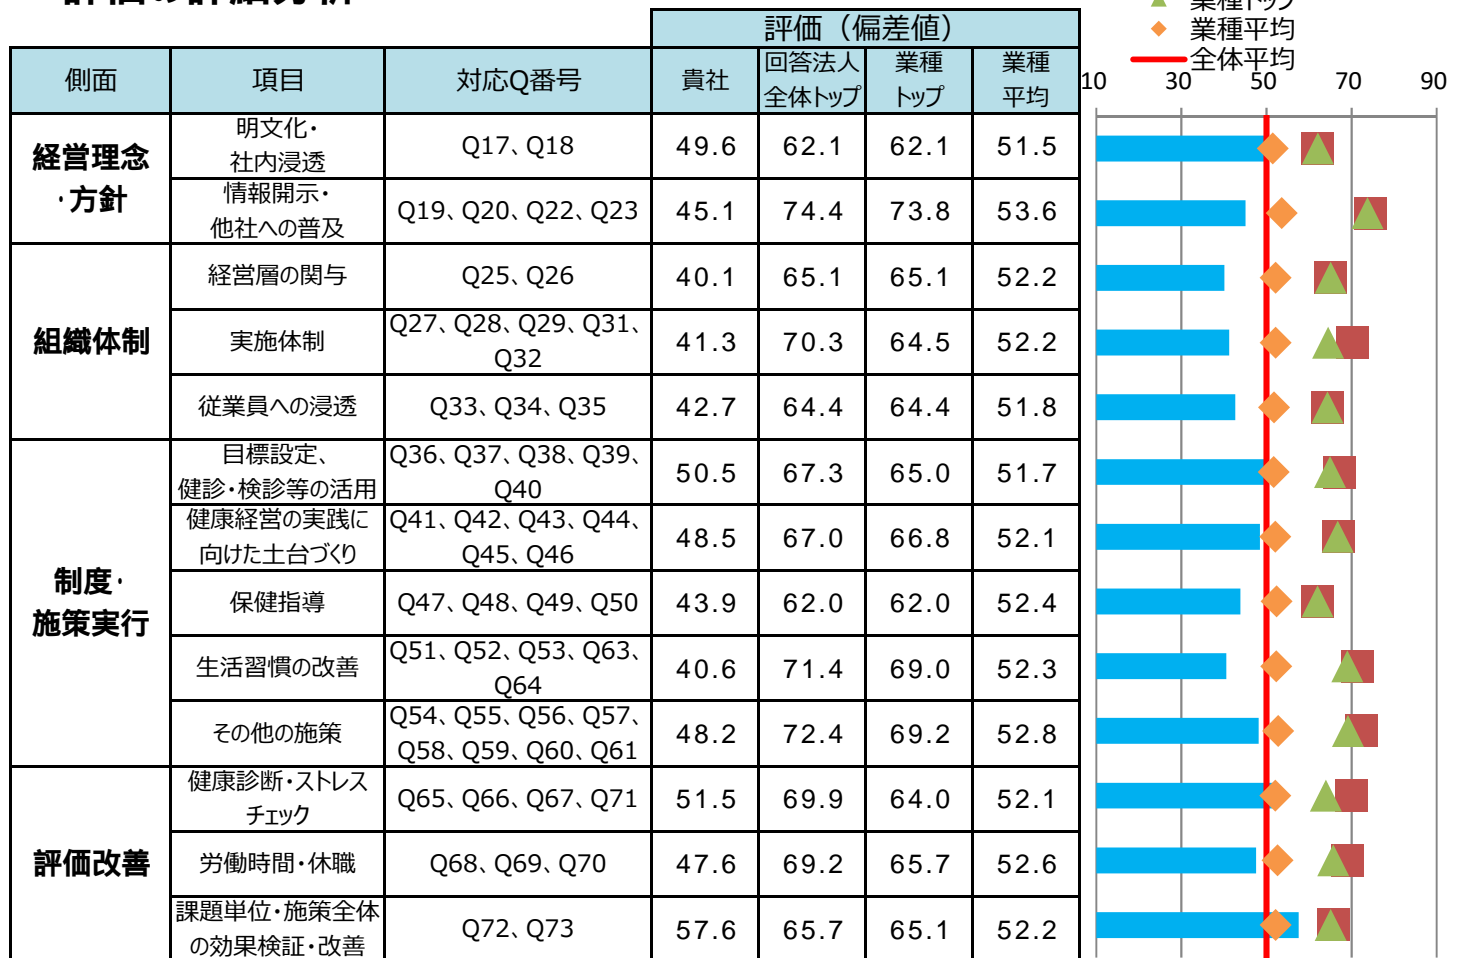 評価の詳細分析
業種トップ
業種平均
全体平均
評価（偏差値）
側面 項目 対応Q番号 貴社 回答法人全体トップ 業種トップ 業種平均
10 30 50 70 90
経営理念・方針
明文化・社内浸透 Q17、Q18 49.6 62.1 62.1 51.5
情報開示・他社への普及 Q19、Q20、Q22、Q23 45.1 74.4 73.8 53.6
組織体制
経営層の関与 Q25、Q26 40.1 65.1 65.1 52.2
実施体制 Q27、Q28、Q29、Q31、Q32 41.3 70.3 64.5 52.2
従業員への浸透 Q33、Q34、Q35 42.7 64.4 64.4 51.8
制度・施策実行
目標設定、健診・検診等の活用 Q36、Q37、Q38、Q39、Q40 50.5 67.3 65.0 51.7
健康経営の実践に向けた土台づくり Q41、Q42、Q43、Q44、Q45、Q46 48.5 67.0 66.8 52.1
保健指導 Q47、Q48、Q49、Q50 43.9 62.0 62.0 52.4
生活習慣の改善 Q51、Q52、Q53、Q63、Q64 40.6 71.4 69.0 52.3
その他の施策 Q54、Q55、Q56、Q57、Q58、Q59、Q60、Q61 48.2 72.4 69.2 52.8
評価改善
健康診断・ストレスチェック Q65、Q66、Q67、Q71 51.5 69.9 64.0 52.1
労働時間・休職 Q68、Q69、Q70 47.6 69.2 65.7 52.6
課題単位・施策全体の効果検証・改善 Q72、Q73 57.6 65.7 65.1 52.2